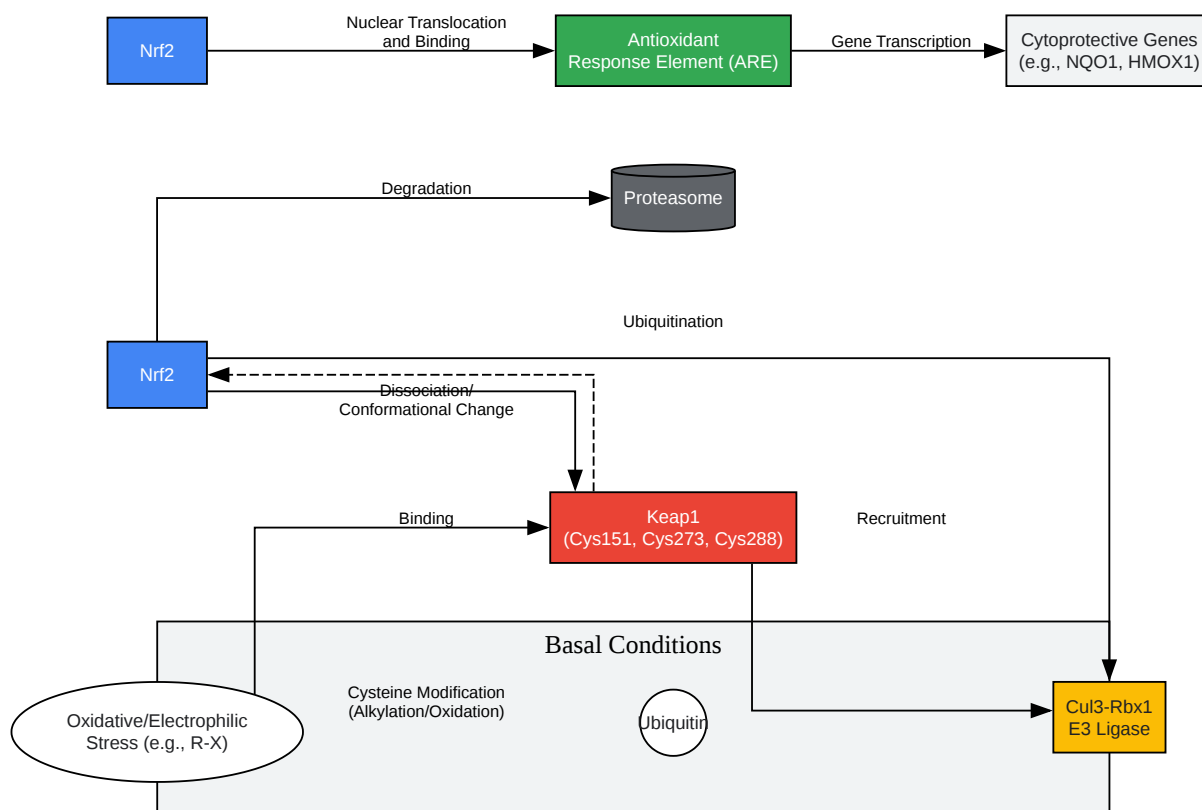 Nuclear Translocation
and Binding
Nrf2
Antioxidant
Response Element (ARE)
Gene Transcription
Cytoprotective Genes
(e.g., NQO1, HMOX1)
Degradation
Proteasome
Ubiquitination
Nrf2
Dissociation/
Conformational Change
Binding
Keap1
(Cys151, Cys273, Cys288)
Recruitment
Basal Conditions
Cysteine Modification
(Alkylation/Oxidation)
Oxidative/Electrophilic
Stress (e.g., R-X)
Ubiquitin
Cul3-Rbx1
E3 Ligase